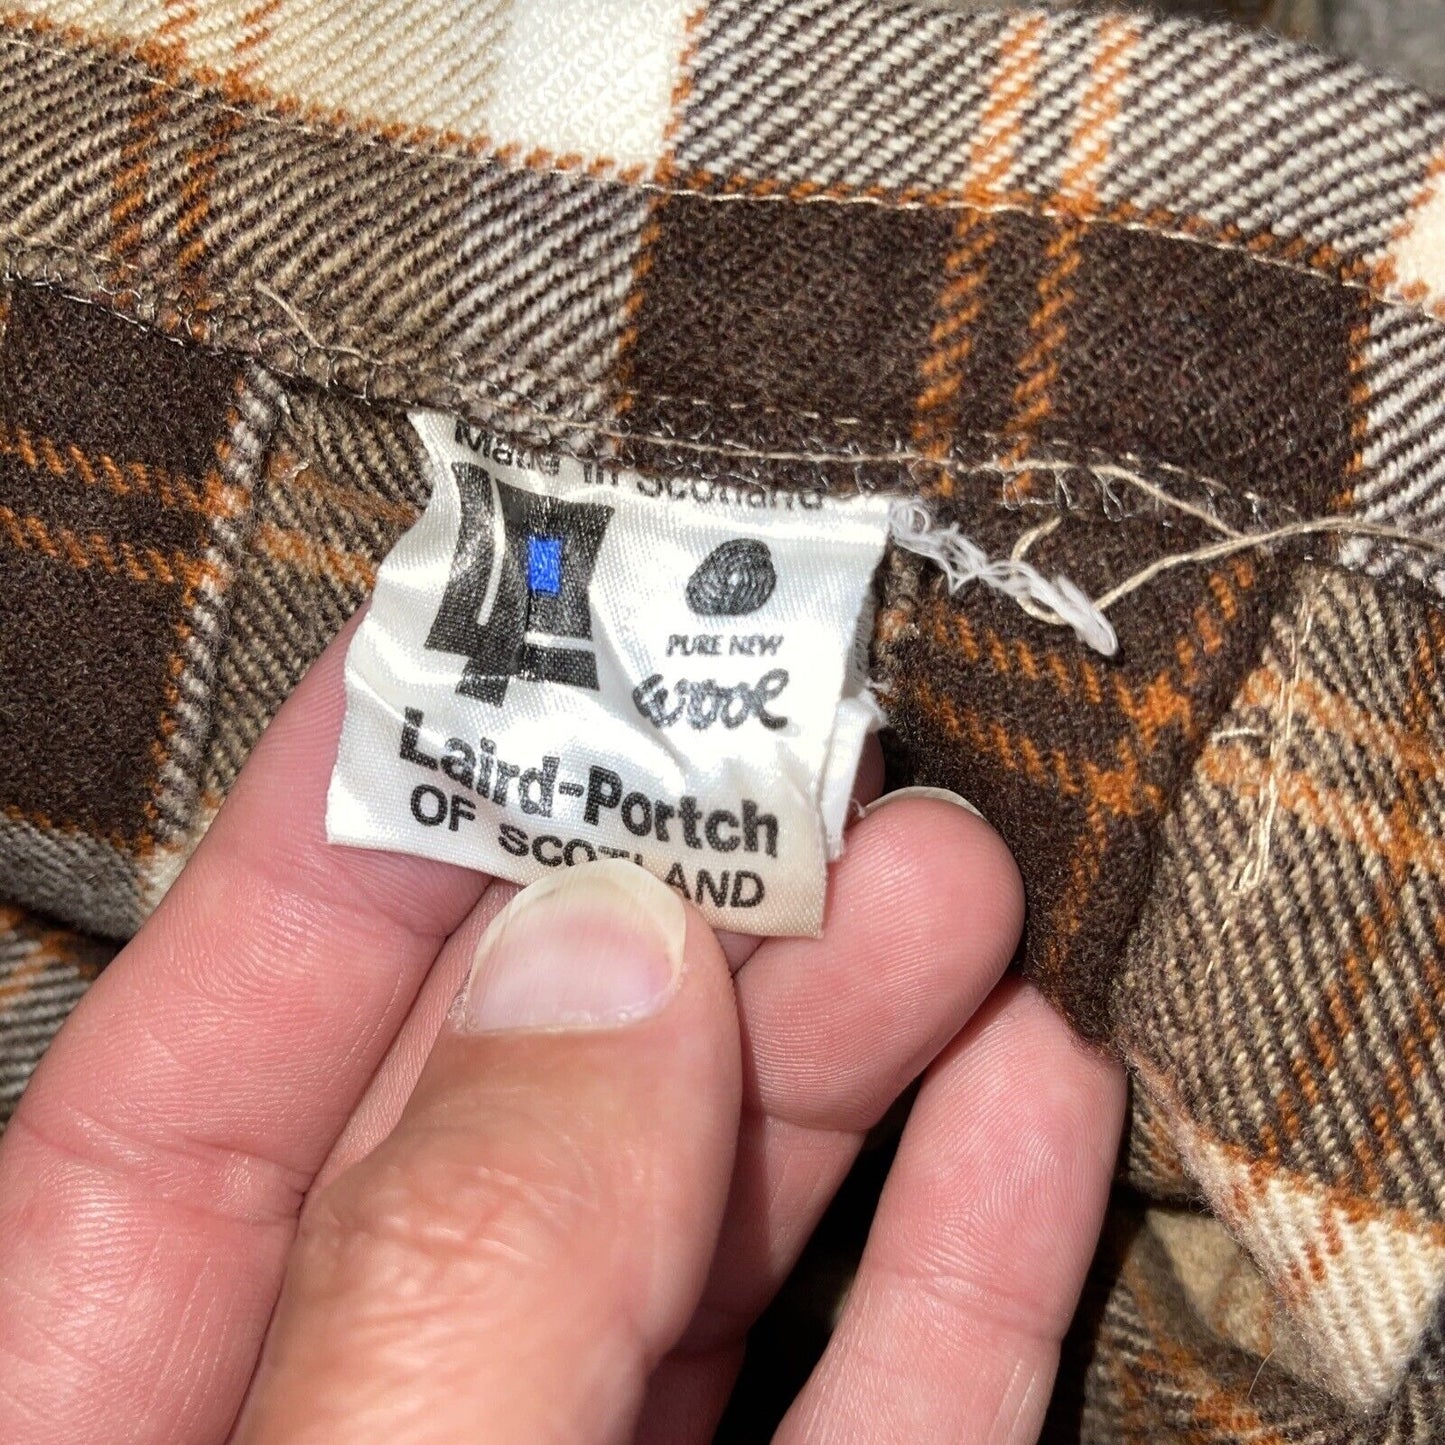 Made in Scotland
PURE NEW
WOOL
Laird-Portch
OF SCOTLAND